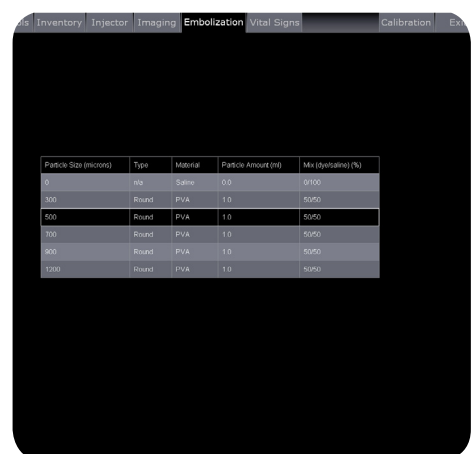 ols Inventory Injector Imaging Embolization Vital Signs Calibration Exi
Particle Size (microns) Type Material Particle Amount (ml) Mix (dye/saline) (%)
0 n/a Saline 0.0 0/100
300 Round PVA 1.0 50/50
500 Round PVA 1.0 50/50
700 Round PVA 1.0 50/50
900 Round PVA 1.0 50/50
1200 Round PVA 1.0 50/50